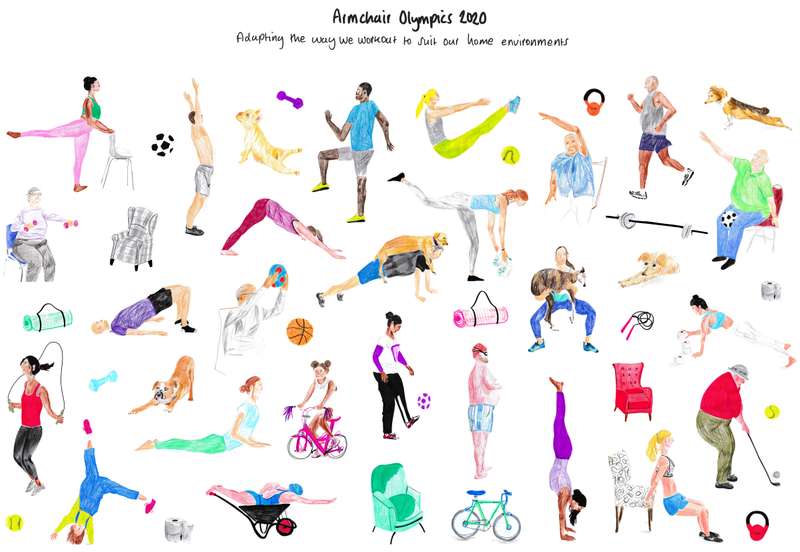 Armchair Olympics 2020
Adapting the way we workout to suit our home environments